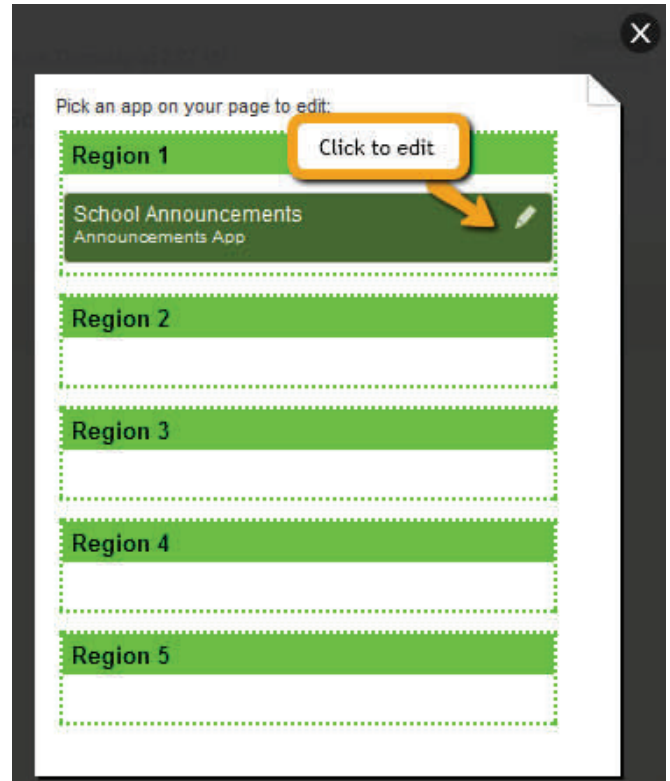 Pick an app on your page to edit:
Click to edit
Region 1
School Announcements
Announcements App
Region 2
Region 3
Region 4
Region 5